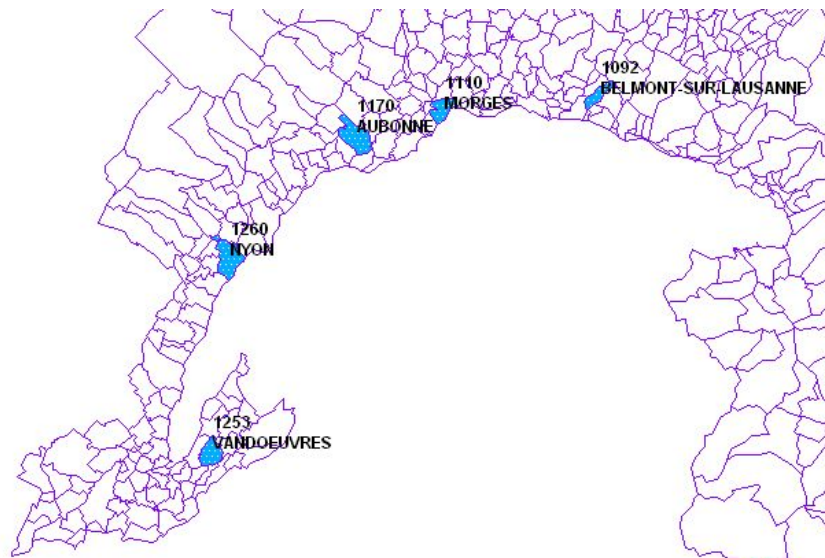 1092
BELMONT-SUR-LAUSANNE
1110
MORGES
1170
AUBONNE
1260
NYON
1253
VANDOEUVRES